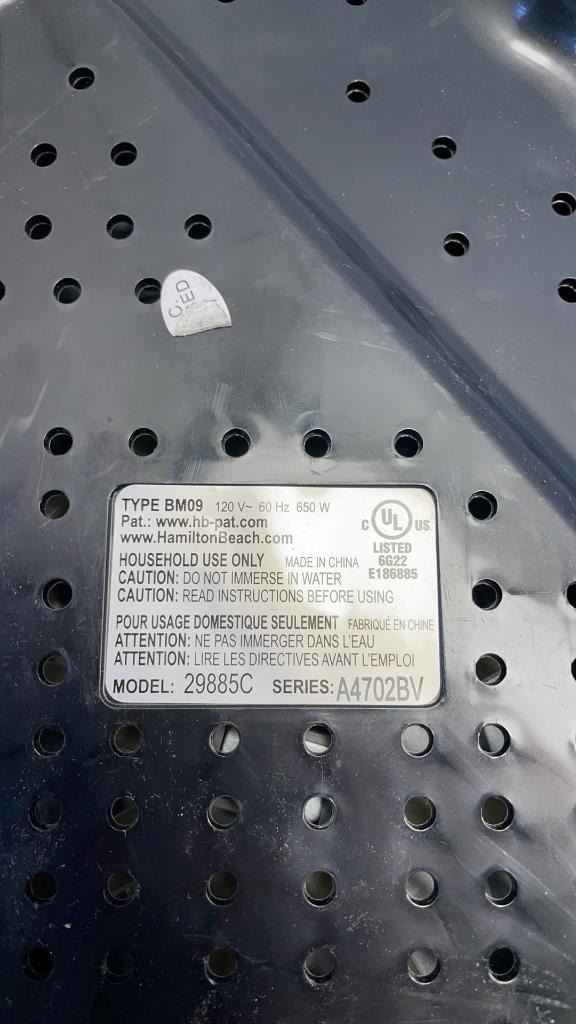 C.
ED
TYPE BM09 120 V~ 60 Hz 650 W
Pat.: www.hb-pat.com
www.HamiltonBeach.com
C UL US
LISTED
6G22
E186885
HOUSEHOLD USE ONLY MADE IN CHINA
CAUTION: DO NOT IMMERSE IN WATER
CAUTION: READ INSTRUCTIONS BEFORE USING
POUR USAGE DOMESTIQUE SEULEMENT FABRIQUÉ EN CHINE
ATTENTION: NE PAS IMMERGER DANS L'EAU
ATTENTION: LIRE LES DIRECTIVES AVANT L'EMPLOI
MODEL: 29885C SERIES: A4702BV